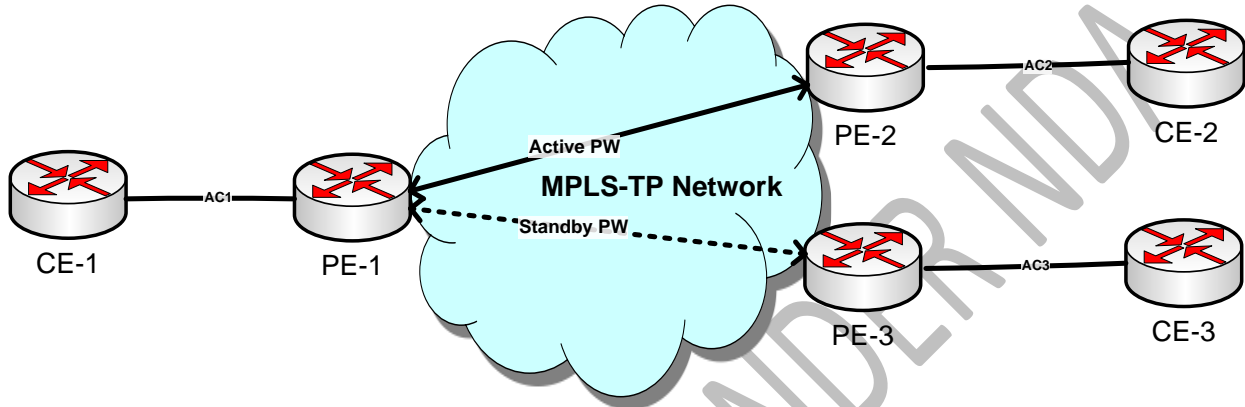 PE-2
AC2
CE-2
Active PW
MPLS-TP Network
CE-1
AC1
PE-1
Standby PW
PE-3
AC3
CE-3
NDER NDA